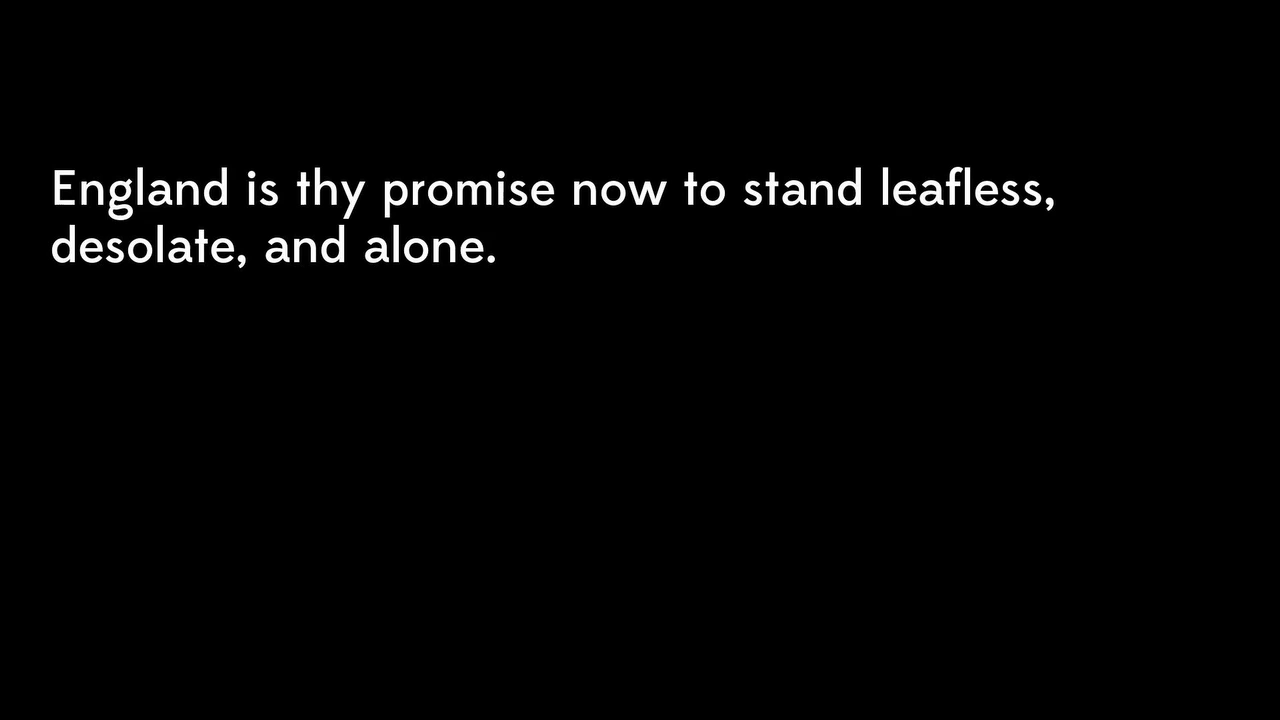 England is thy promise now to stand leafless,
desolate, and alone.